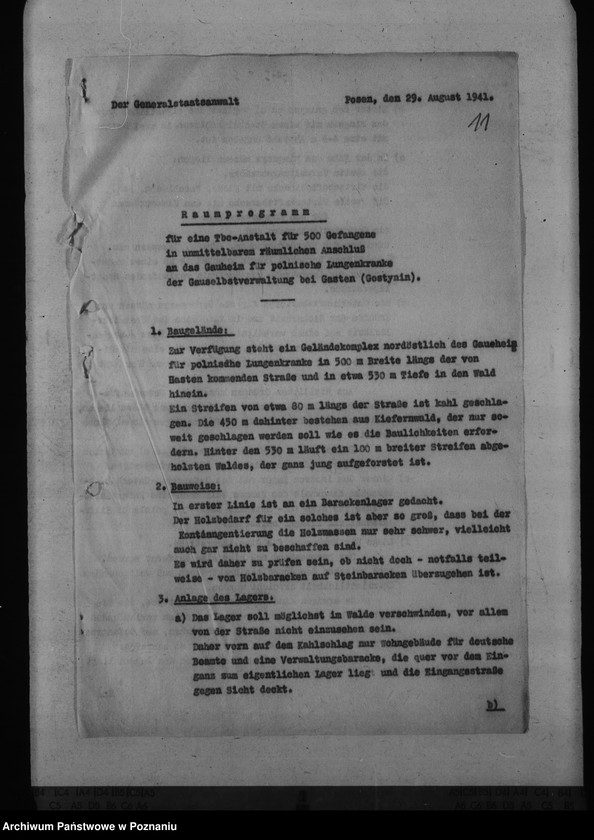 Der Generalstaatsanwalt Posen, den 29. August 1941.
11
Raumprogramm
für eine Tbc-Anstalt für 500 Gefangene
in unmittelbarem räumlichen Anschluß
an das Gauheim für polnische Lungenkranke
der Gauselbstverwaltung bei Gasten (Gostynin).
1. Baugelände:
Zur Verfügung steht ein Geländekomplex nordöstlich des Gauheims
für polnisdhe Lungenkranke in 500 m Breite längs der von
Gasten kommenden Straße und in etwa 530 m Tiefe in den Wald
hinein.
Ein Streifen von etwa 80 m längs der Straße ist kahl geschla-
gen. Die 450 m dahinter bestehen aus Kiefernwald, der nur so-
weit geschlagen werden soll wie es die Baulichkeiten erfor-
dern. Hinter den 530 m läuft ein 100 m breiter Streifen abge-
holzten Waldes, der ganz jung aufgeforstet ist.
2. Bauweise:
In erster Linie ist an ein Barackenlager gedacht.
Der Holzbedarf für ein solches ist aber so groß, dass bei der
Kontingentierung die Holzmassen nur sehr schwer, vielleicht
auch gar nicht zu beschaffen sind.
Es wird daher zu prüfen sein, ob nicht doch - notfalls teil-
weise - von Holzbaracken auf Steinbaracken überzugehen ist.
3. Anlage des Lagers.
a) Das Lager soll möglichst im Walde verschwinden, vor allem
von der Straße nicht einzusehen sein.
Daher vorn auf dem Kahlschlag nur Wohngebäude für deutsche
Beamte und eine Verwaltungsbaracke, die quer vor dem Ein-
gang zum eigentlichen Lager liegt und die Eingangsstraße
gegen Sicht deckt.
b)
Archiwum Państwowe w Poznaniu